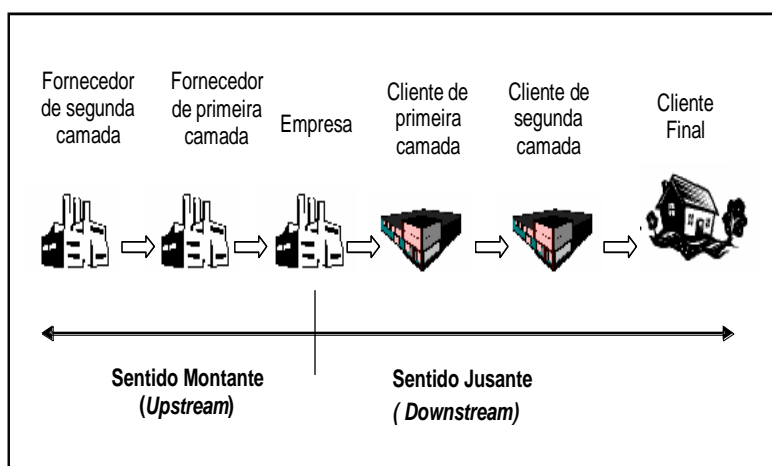 Fornecedor
de segunda
camada
Fornecedor
de primeira
camada
Empresa
Cliente de
primeira
camada
Cliente de
segunda
camada
Cliente
Final
Sentido Montante
(Upstream)
Sentido Jusante
( Downstream)